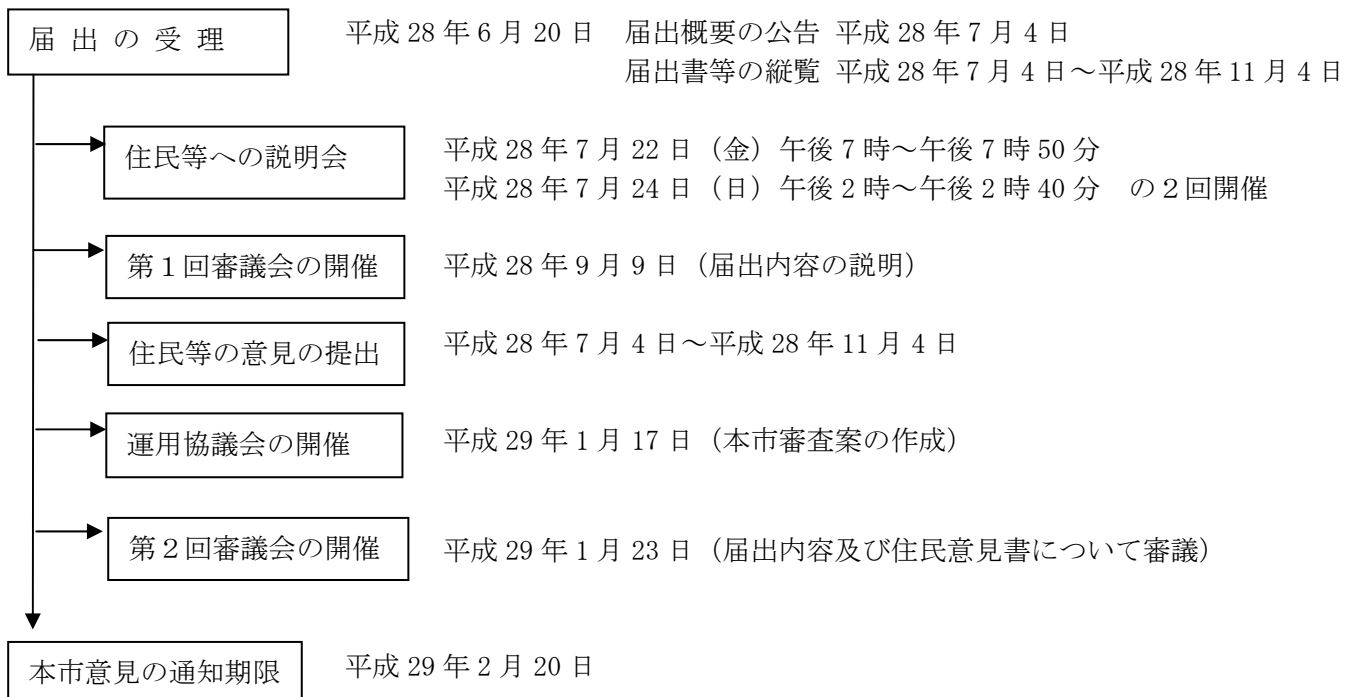 届出の受理　平成 28 年 6 月 20 日　届出概要の公告 平成 28 年 7 月 4 日
届出書等の縦覧 平成 28 年 7 月 4 日～平成 28 年 11 月 4 日
住民等への説明会　平成 28 年 7 月 22 日（金）午後 7 時～午後 7 時 50 分
平成 28 年 7 月 24 日（日）午後 2 時～午後 2 時 40 分　の２回開催
第１回審議会の開催　平成 28 年 9 月 9 日（届出内容の説明）
住民等の意見の提出　平成 28 年 7 月 4 日～平成 28 年 11 月 4 日
運用協議会の開催　平成 29 年 1 月 17 日（本市審査案の作成）
第２回審議会の開催　平成 29 年 1 月 23 日（届出内容及び住民意見書について審議）
本市意見の通知期限　平成 29 年 2 月 20 日